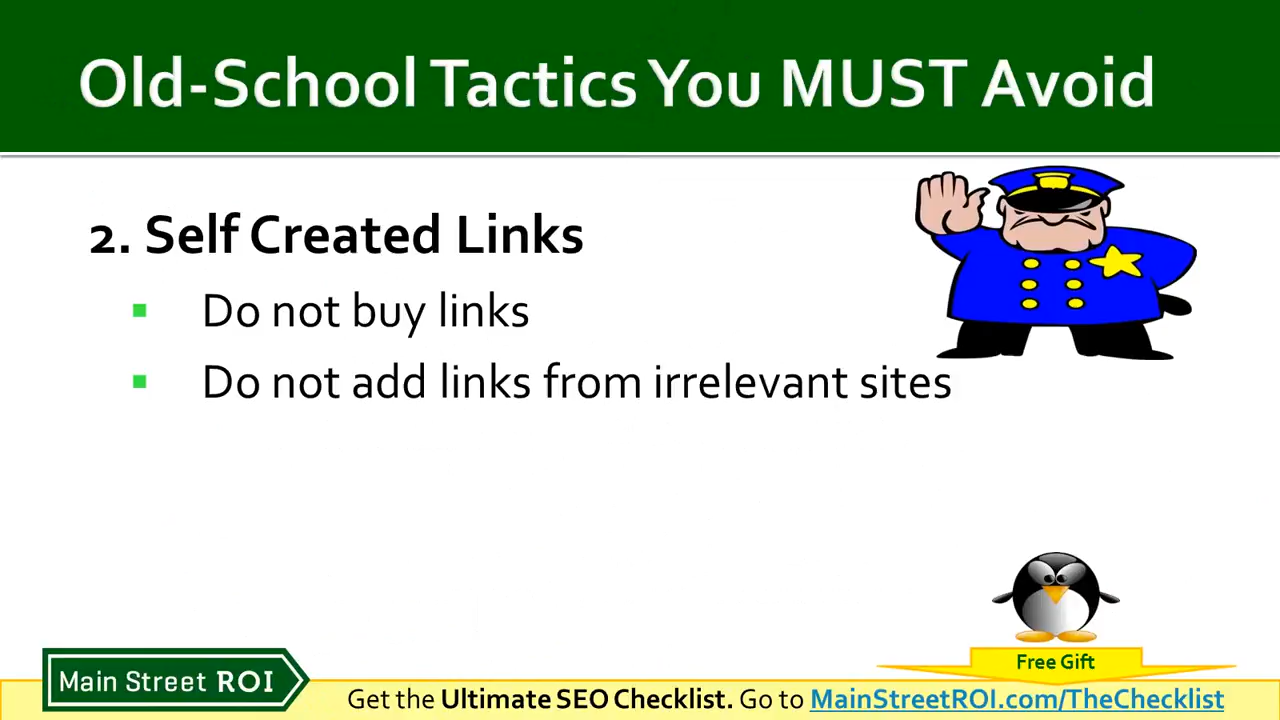 Old-School Tactics You MUST Avoid
2. Self Created Links
Do not buy links
Do not add links from irrelevant sites
Free Gift
Main Street ROI
Get the Ultimate SEO Checklist. Go to MainStreetROI.com/TheChecklist